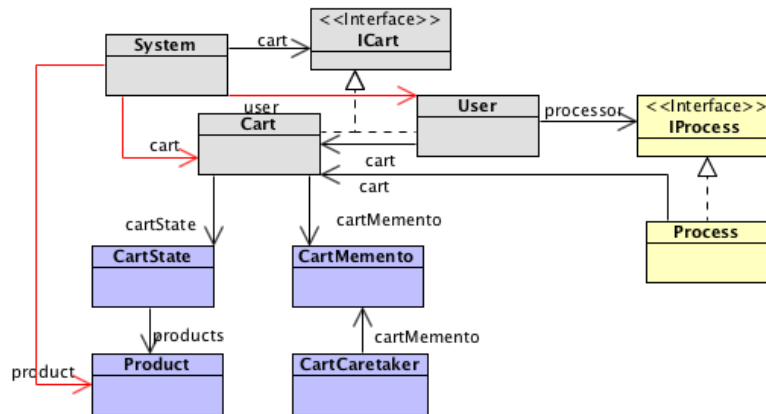 <<Interface>>
ICart
System
cart
user
User
processor
<<Interface>>
IProcess
Cart
cart
cart
cart
Process
cartState
cartMemento
CartState
CartMemento
products
cartMemento
product
Product
CartCaretaker